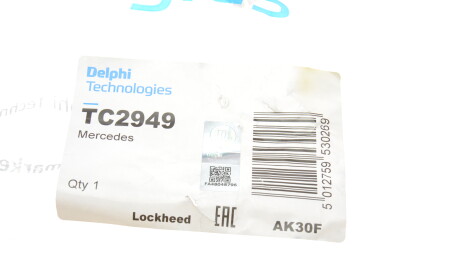 Delphi
Technologies
TC2949
Mercedes
Qty 1
Lockheed
EAC
AK30F
5 012759 530269